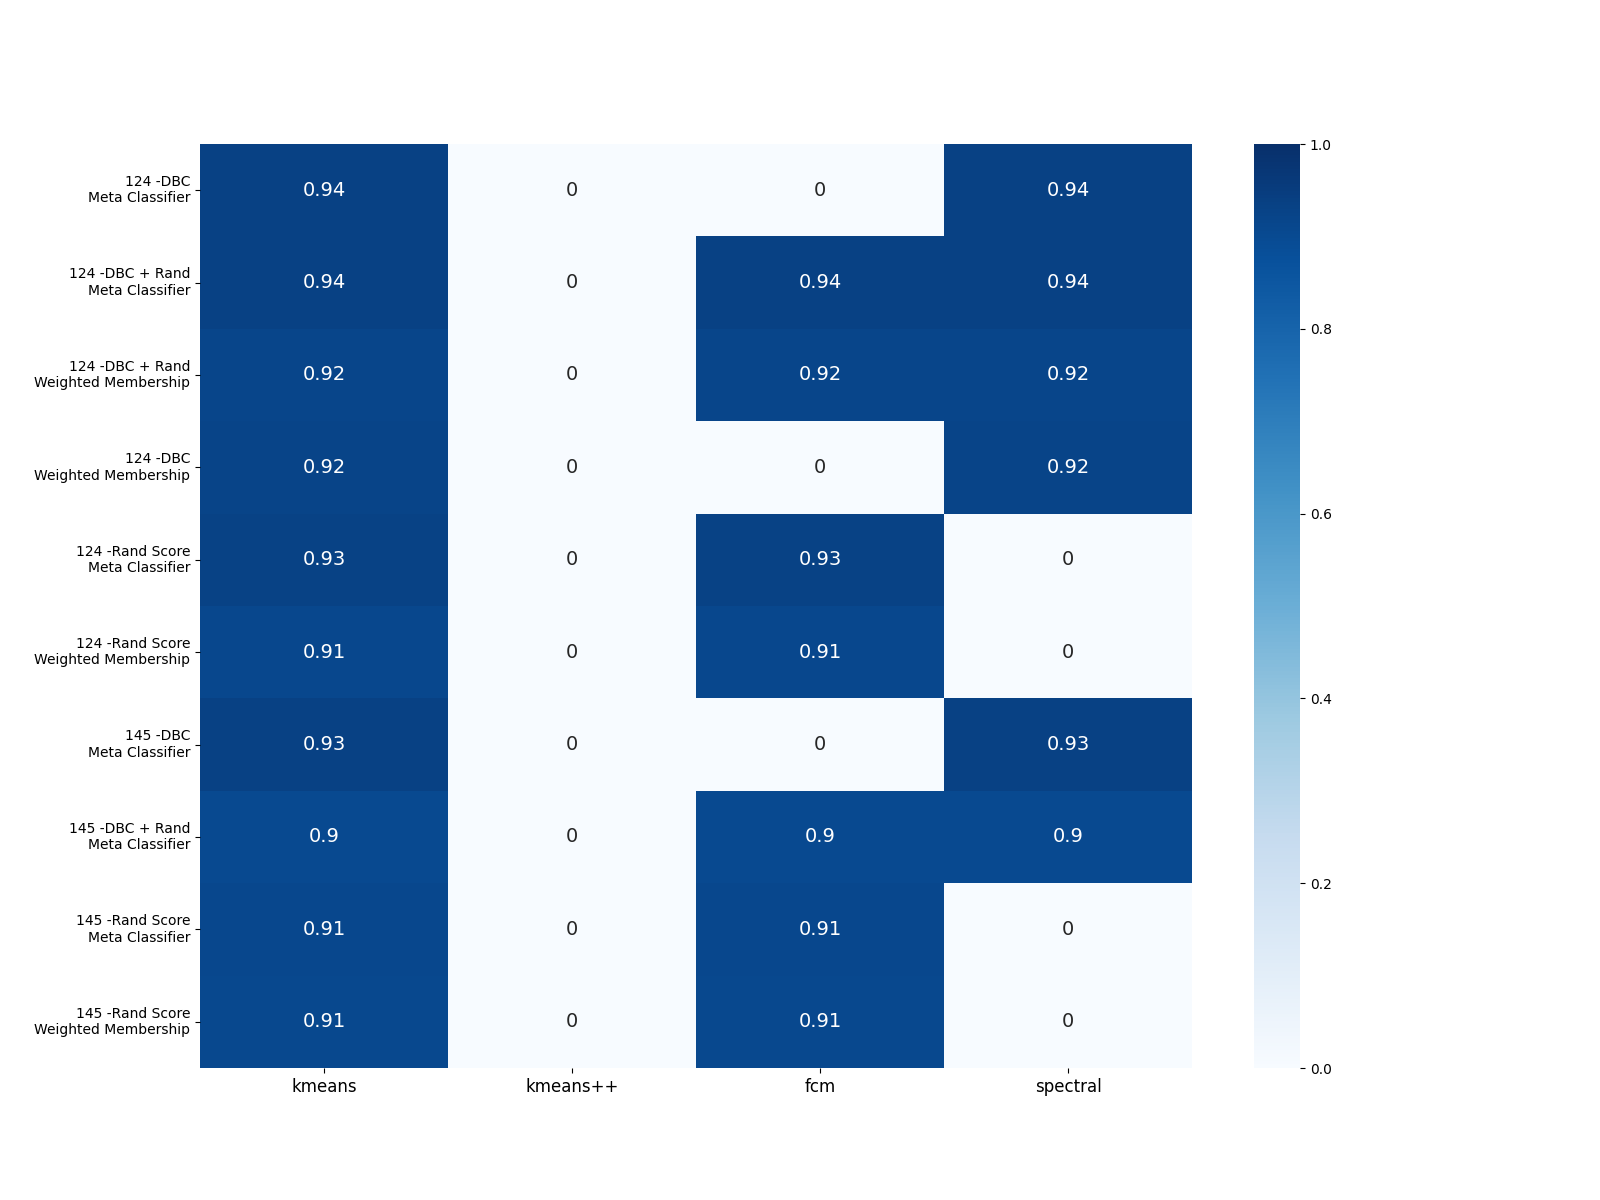 124 -DBC
Meta Classifier
0.94 0 0 0.94
124 -DBC + Rand
Meta Classifier
0.94 0 0.94 0.94
124 -DBC + Rand
Weighted Membership
0.92 0 0.92 0.92
124 -DBC
Weighted Membership
0.92 0 0 0.92
124 -Rand Score
Meta Classifier
0.93 0 0.93 0
124 -Rand Score
Weighted Membership
0.91 0 0.91 0
145 -DBC
Meta Classifier
0.93 0 0 0.93
145 -DBC + Rand
Meta Classifier
0.9 0 0.9 0.9
145 -Rand Score
Meta Classifier
0.91 0 0.91 0
145 -Rand Score
Weighted Membership
0.91 0 0.91 0
kmeans kmeans++ fcm spectral
1.0
0.8
0.6
0.4
0.2
0.0